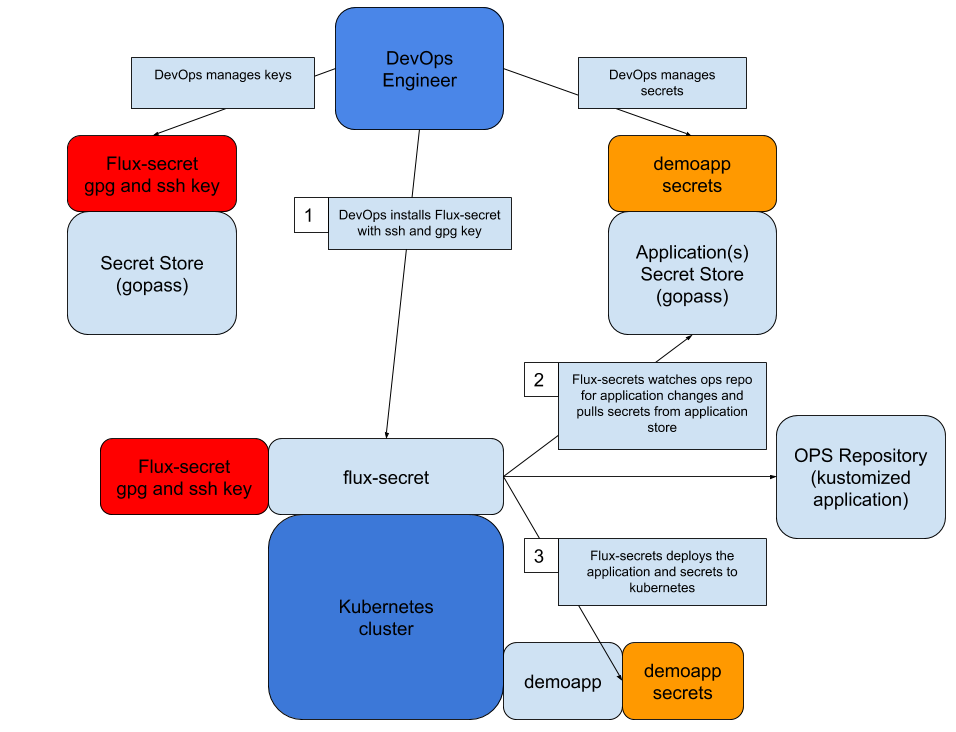 DevOps
Engineer
DevOps manages keys
DevOps manages
secrets
Flux-secret
gpg and ssh key
demoapp
secrets
1
DevOps installs Flux-secret
with ssh and gpg key
Secret Store
(gopass)
Application(s)
Secret Store
(gopass)
2
Flux-secrets watches ops repo
for application changes and
pulls secrets from application
store
Flux-secret
gpg and ssh key
flux-secret
OPS Repository
(kustomized
application)
3
Flux-secrets deploys the
application and secrets to
kubernetes
Kubernetes
cluster
demoapp
demoapp
secrets